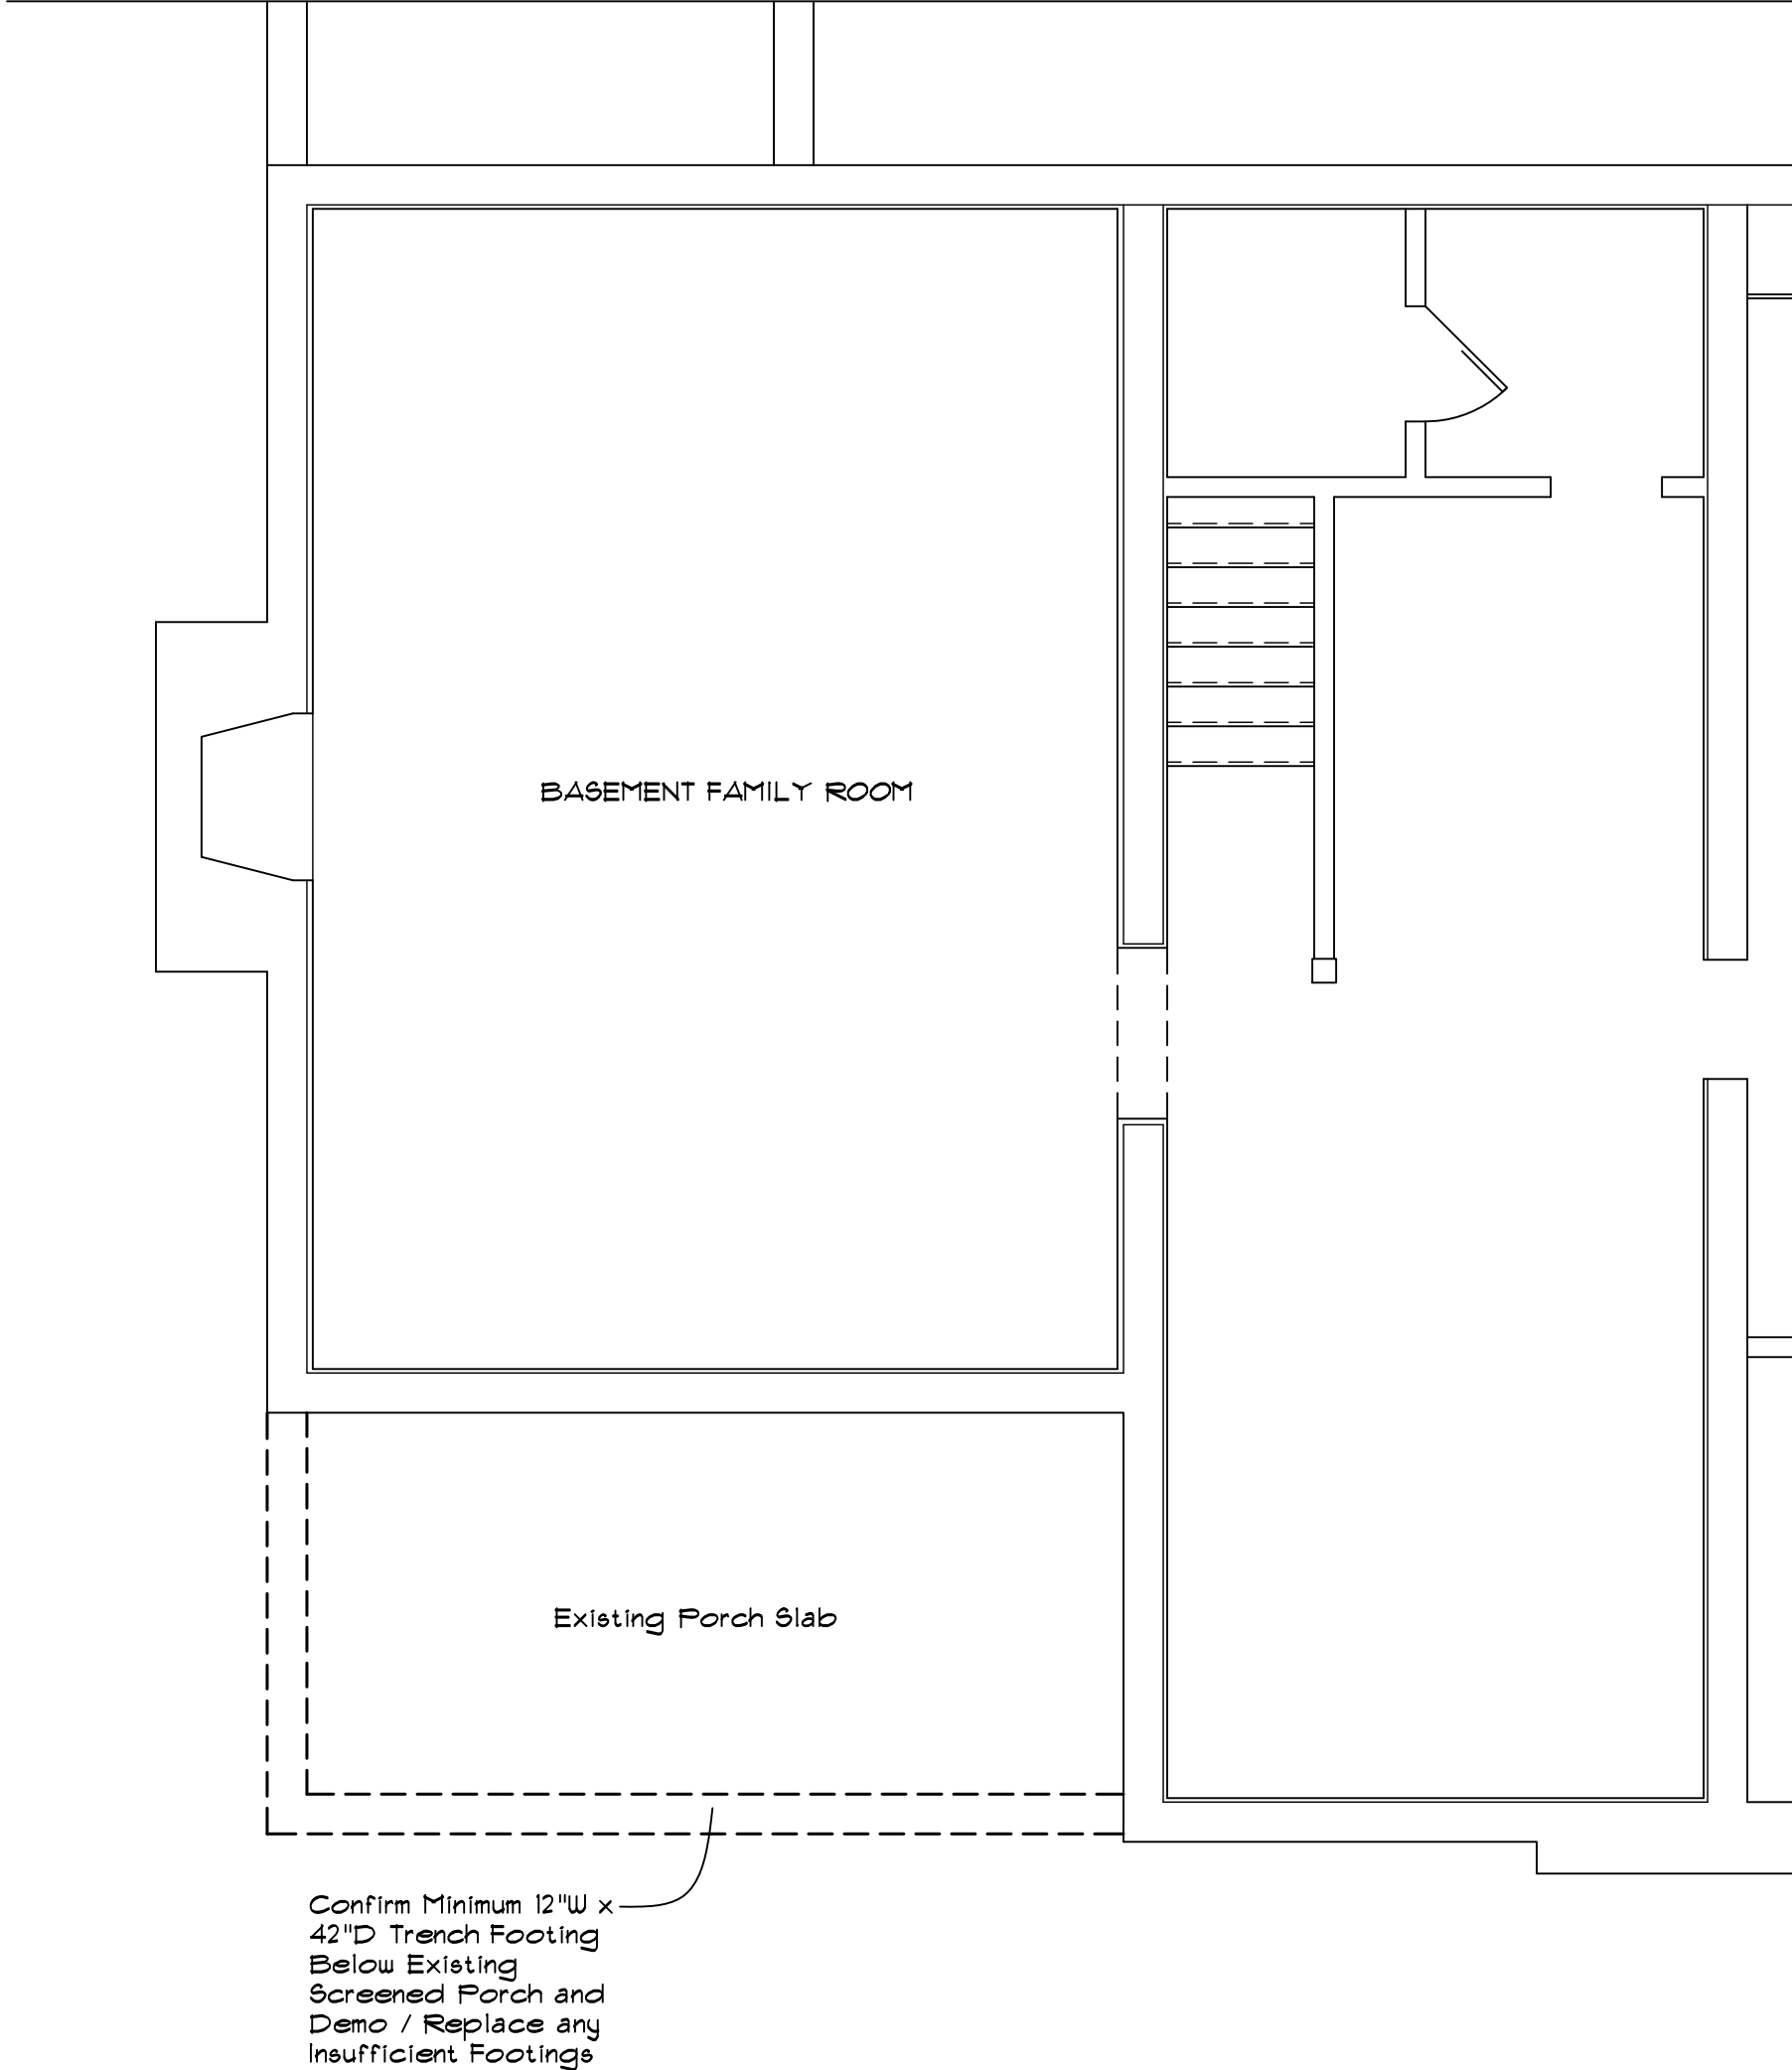 BASEMENT FAMILY ROOM
Existing Porch Slab
Confirm Minimum 12"W x
42"D Trench Footing
Below Existing
Screened Porch and
Demo / Replace any
Insufficient Footings